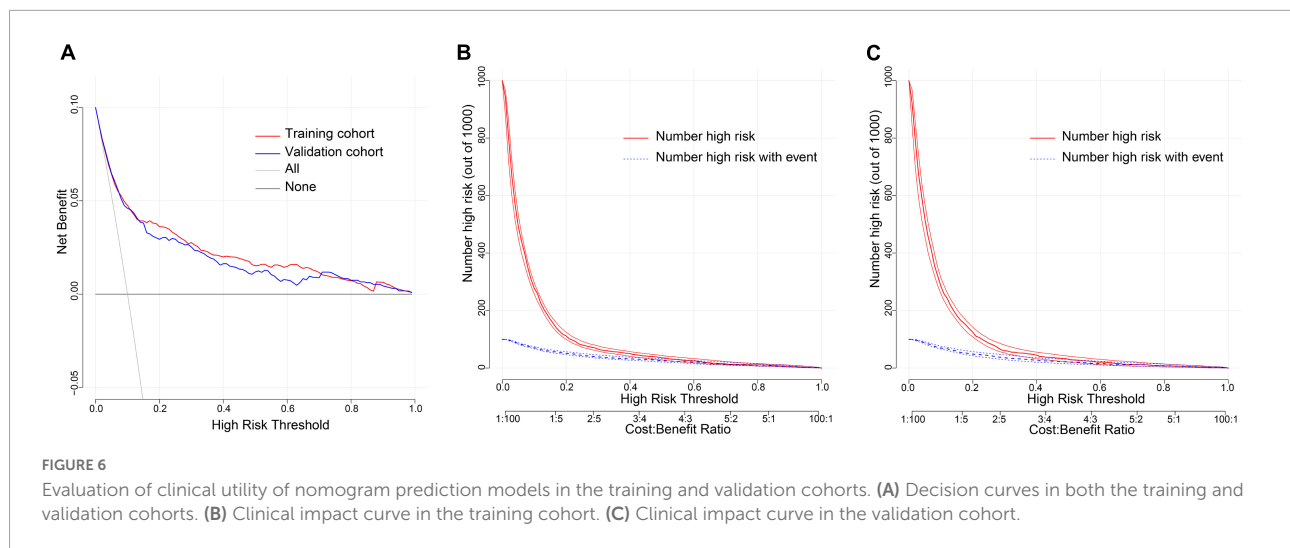 A
Net Benefit
0.10
0.05
0.00
−0.05
Training cohort
Validation cohort
All
None
0.0 0.2 0.4 0.6 0.8 1.0
High Risk Threshold
B
Number high risk (out of 1000)
1000
800
600
400
200
0
Number high risk
Number high risk with event
0.0 0.2 0.4 0.6 0.8 1.0
High Risk Threshold
1:100 1:5 2:5 3:4 4:3 5:2 5:1 100:1
Cost:Benefit Ratio
C
Number high risk (out of 1000)
1000
800
600
400
200
0
Number high risk
Number high risk with event
0.0 0.2 0.4 0.6 0.8 1.0
High Risk Threshold
1:100 1:5 2:5 3:4 4:3 5:2 5:1 100:1
Cost:Benefit Ratio
FIGURE 6
Evaluation of clinical utility of nomogram prediction models in the training and validation cohorts. (A) Decision curves in both the training and
validation cohorts. (B) Clinical impact curve in the training cohort. (C) Clinical impact curve in the validation cohort.